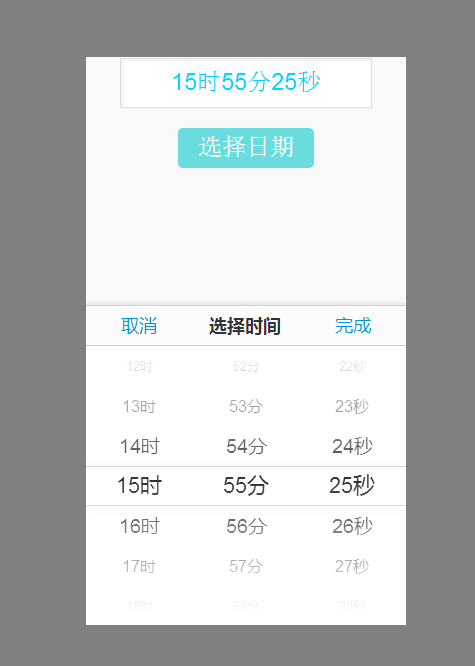 15时55分25秒
选择日期
取消 选择时间 完成
12时 52分 22秒
13时 53分 23秒
14时 54分 24秒
15时 55分 25秒
16时 56分 26秒
17时 57分 27秒
18时 58分 28秒